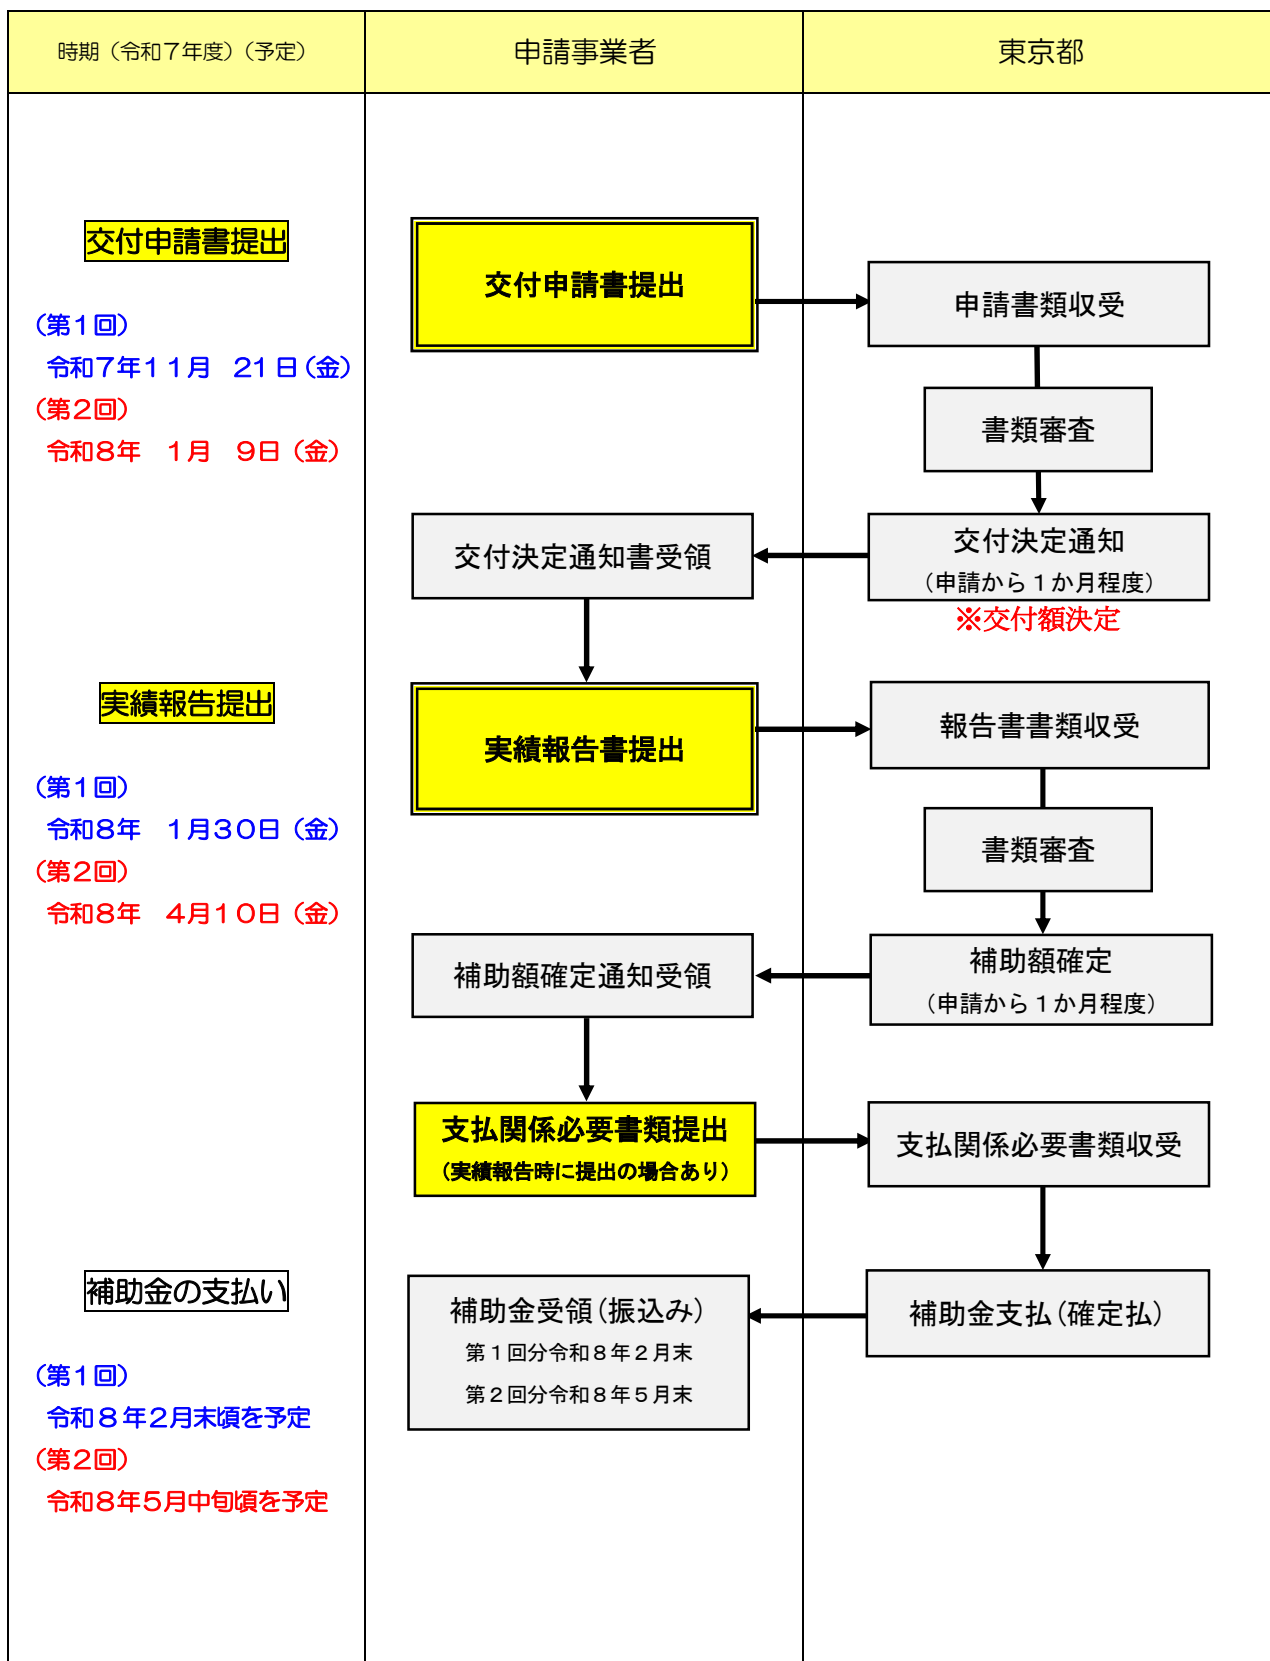 時期（令和７年度）（予定）
申請事業者
東京都
交付申請書提出
（第１回）
令和７年１１月　２１日（金）
（第２回）
令和８年　１月　９日（金）
交付申請書提出
申請書類収受
書類審査
交付決定通知書受領
交付決定通知
（申請から１か月程度）
※交付額決定
実績報告提出
（第１回）
令和８年　１月３０日（金）
（第２回）
令和８年　４月１０日（金）
実績報告書提出
報告書書類収受
書類審査
補助額確定通知受領
補助額確定
（申請から１か月程度）
支払関係必要書類提出
（実績報告時に提出の場合あり）
支払関係必要書類収受
補助金の支払い
（第１回）
令和８年２月末頃を予定
（第２回）
令和８年５月中旬頃を予定
補助金受領（振込み）
第１回分令和８年２月末
第２回分令和８年５月末
補助金支払（確定払）